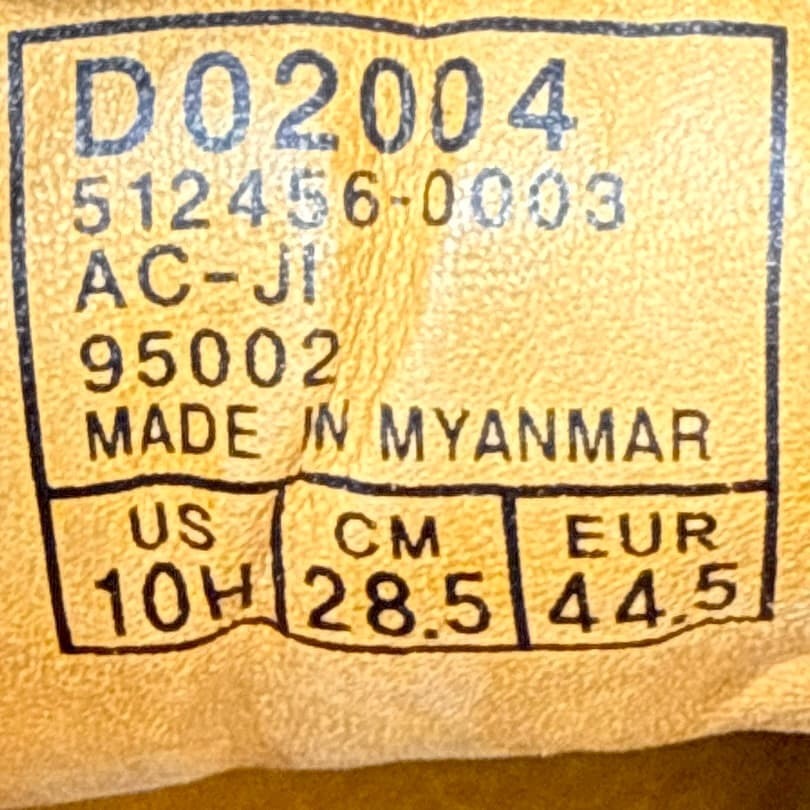 D02004
512456-0003
AC-JI
95002
MADE IN MYANMAR
US CM EUR
10H 28.5 44.5